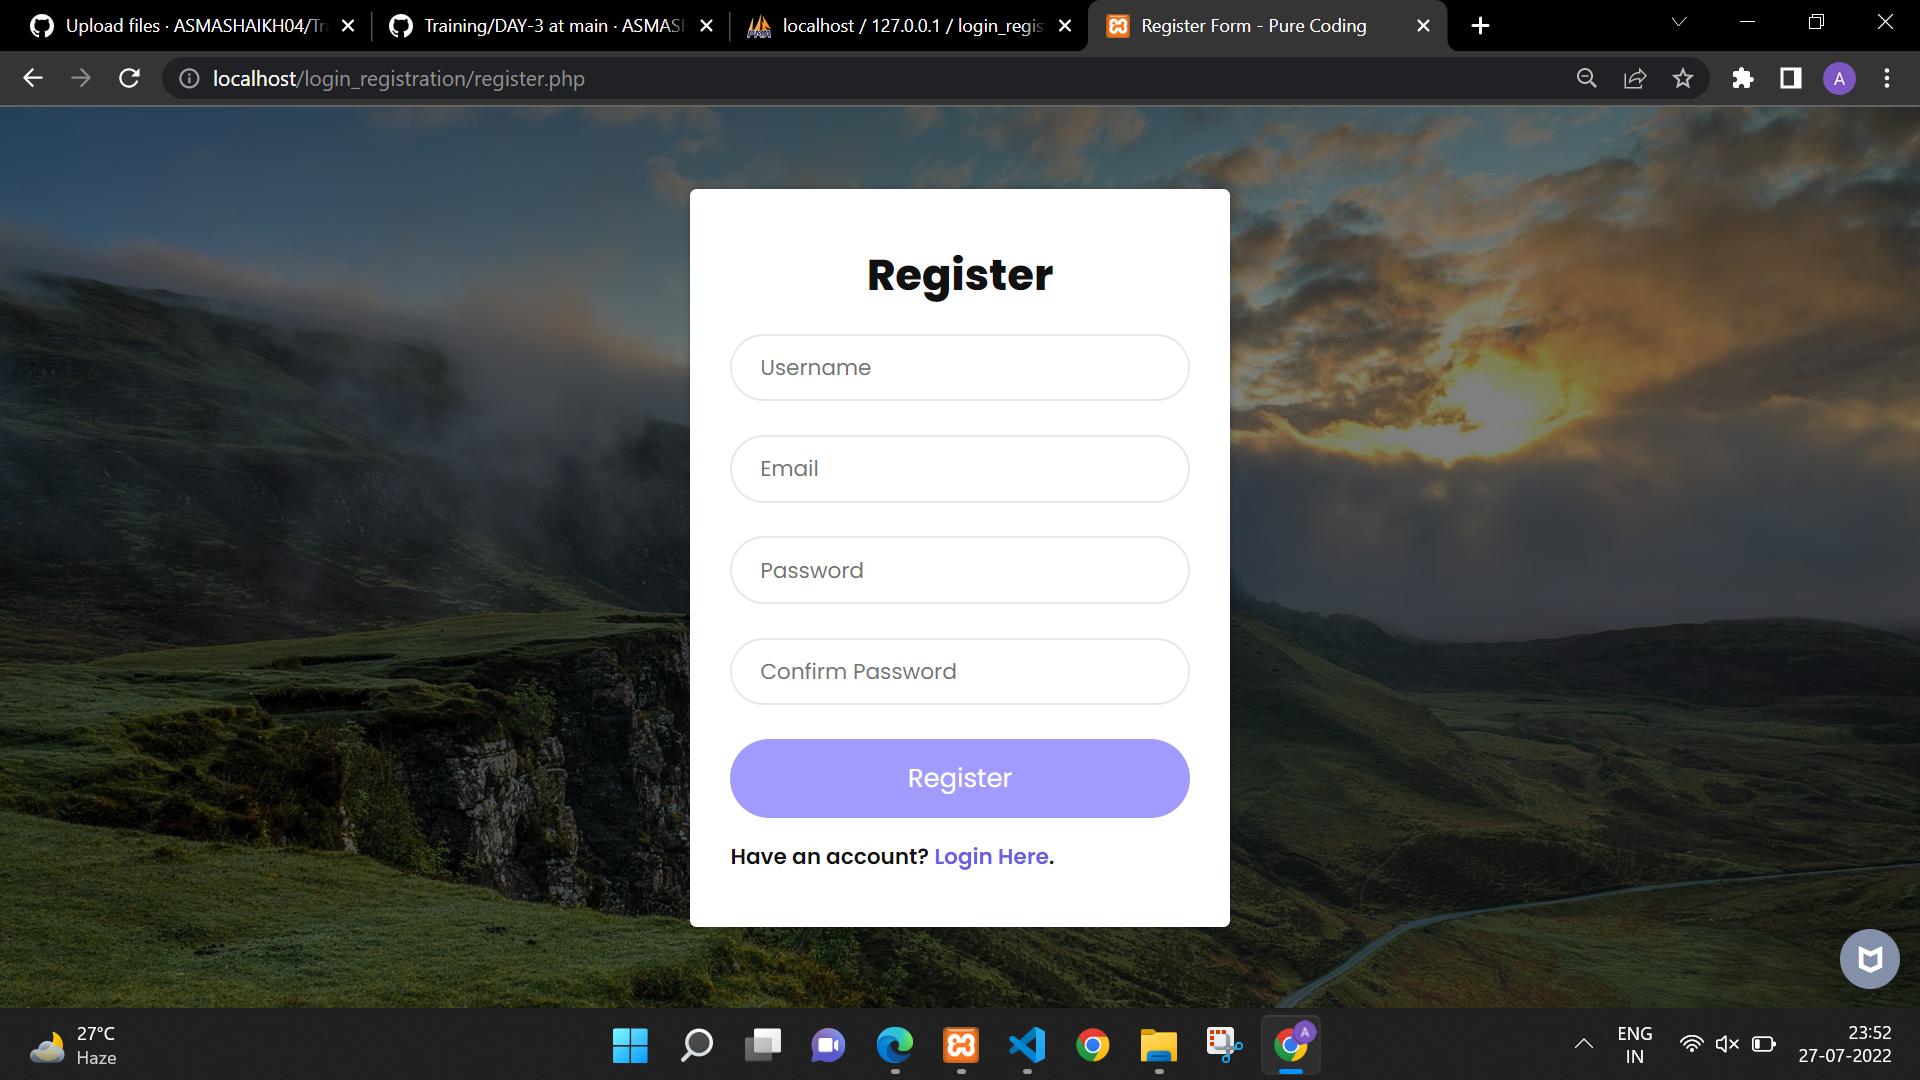 Upload files · ASMASHAIKH04/Tr
Training/DAY-3 at main · ASMASH
localhost / 127.0.0.1 / login_regis
Register Form - Pure Coding
localhost/login_registration/register.php
A
Register
Username
Email
Password
Confirm Password
Register
Have an account? Login Here.
27°C
Haze
A
ENG
IN
23:52
27-07-2022